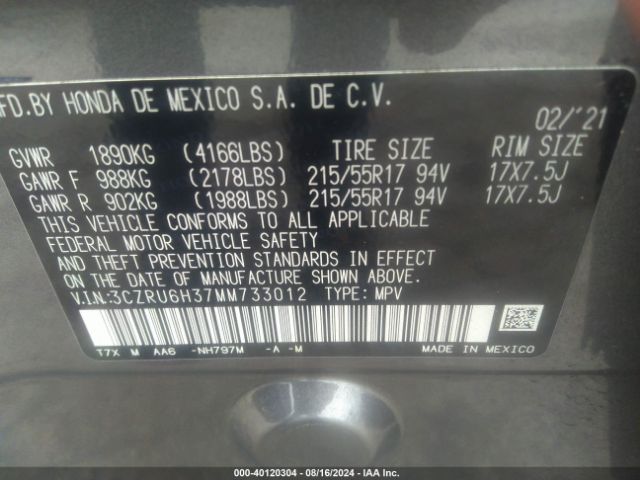 MFD.BY HONDA DE MEXICO S.A. DE C.V.
02/'21
GVWR 1890KG (4166LBS) TIRE SIZE RIM SIZE
GAWR F 988KG (2178LBS) 215/55R17 94V 17X7.5J
GAWR R 902KG (1988LBS) 215/55R17 94V 17X7.5J
THIS VEHICLE CONFORMS TO ALL APPLICABLE
FEDERAL MOTOR VEHICLE SAFETY
AND THEFT PREVENTION STANDARDS IN EFFECT
ON THE DATE OF MANUFACTURE SHOWN ABOVE.
V.I.N.:3CZRU6H37MM733012 TYPE: MPV
T7X M AA6 -NH797M -A -M
MADE IN MEXICO
000-40120304 - 08/16/2024 - IAA Inc.